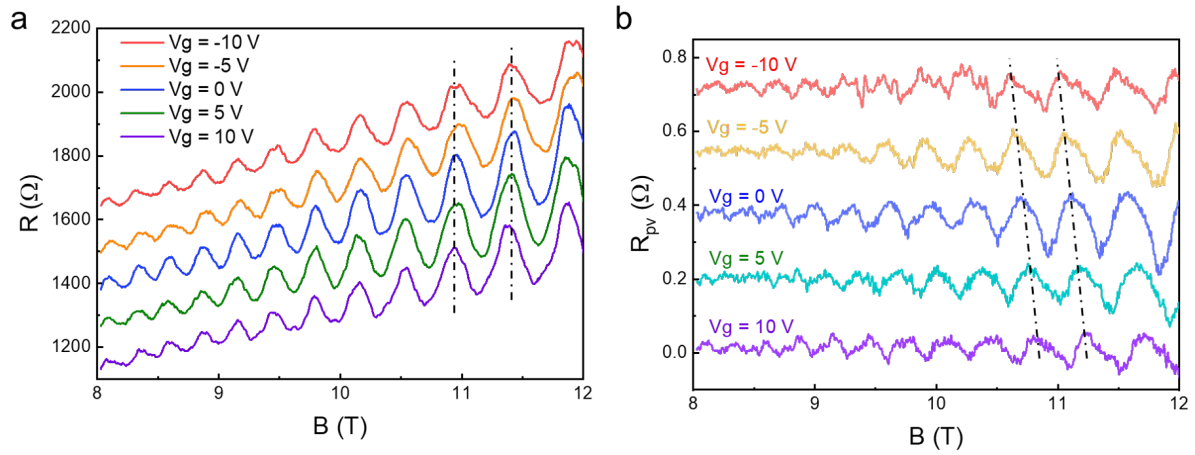 a
Vg = -10 V
Vg = -5 V
Vg = 0 V
Vg = 5 V
Vg = 10 V
R (Ω)
2200
2000
1800
1600
1400
1200
8
9
10
11
12
B (T)
b
Vg = -10 V
Vg = -5 V
Vg = 0 V
Vg = 5 V
Vg = 10 V
Rpv (Ω)
0.8
0.6
0.4
0.2
0.0
8
9
10
11
12
B (T)